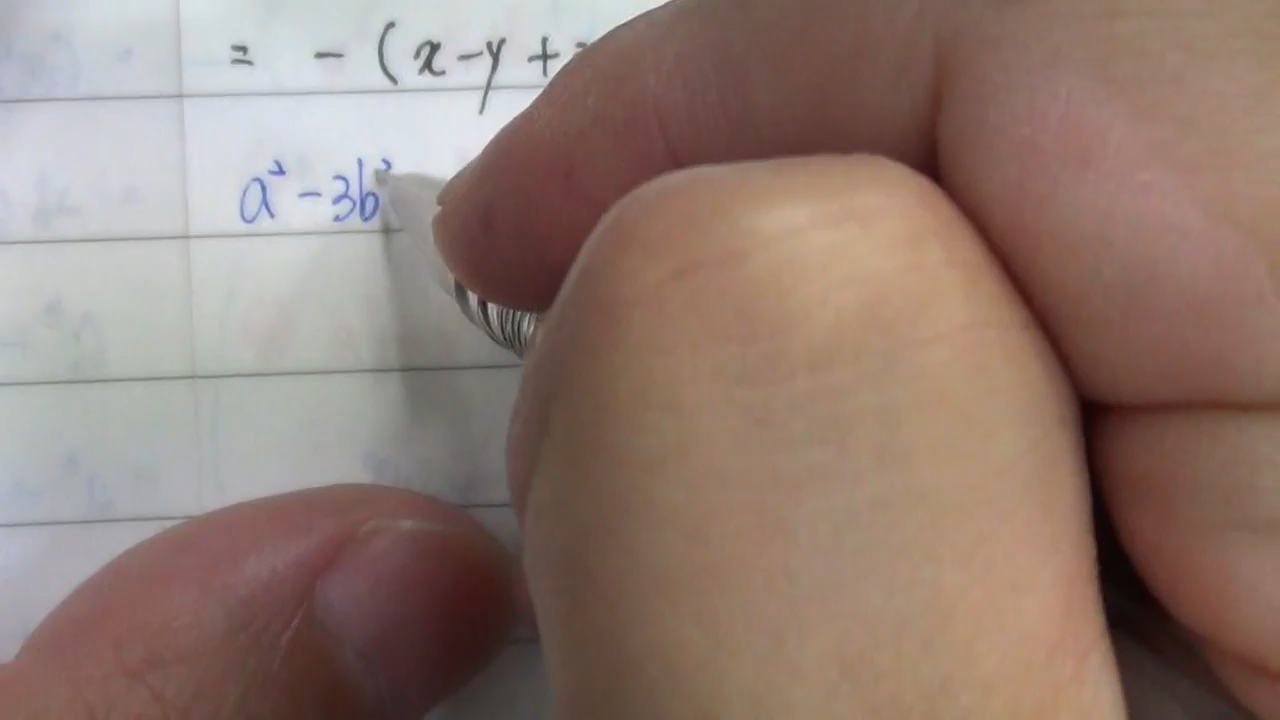 = - (x-y+
a²-3b²